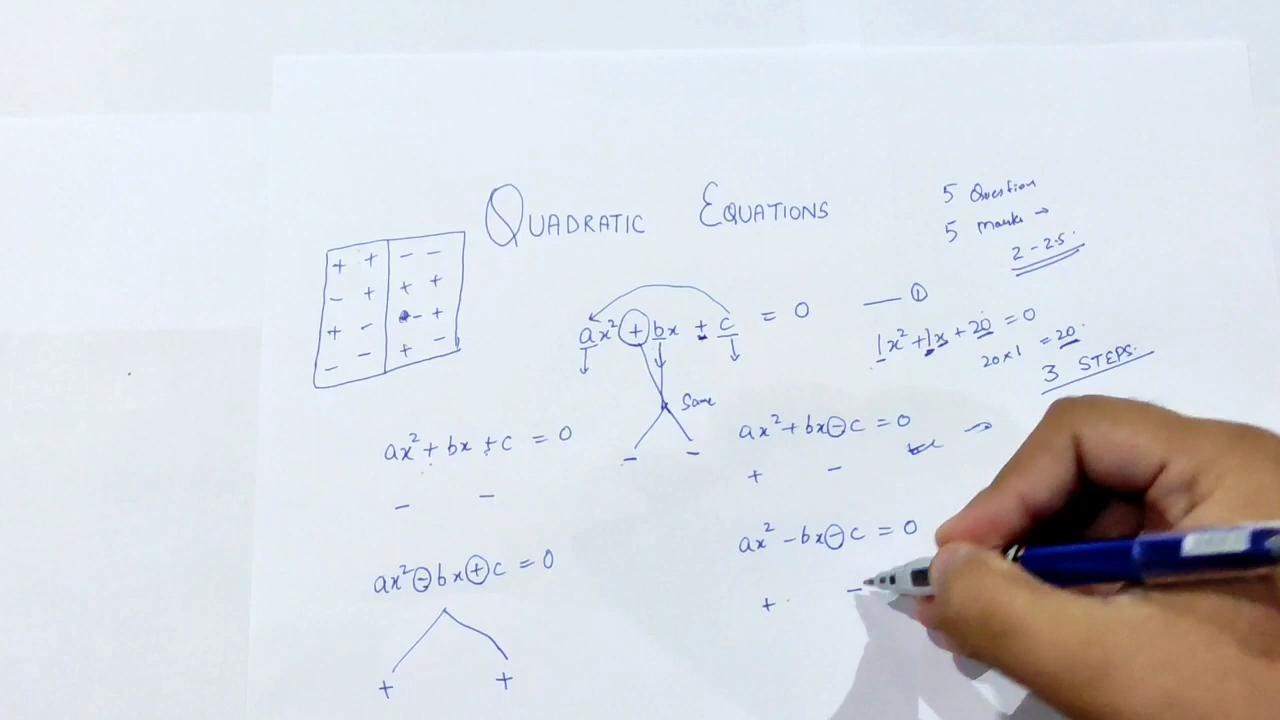 QUADRATIC EQUATIONS
5 Question
5 marks →
2 - 2.5.
+ + - -
- + + +
+ - - +
- - + -
ax² + bx + c = 0 — ①
Same
- -
1x² + 1x + 20 = 0
20 x 1 = 20.
3 STEPS.
ax² + bx + c = 0
- -
ax² + bx - c = 0
+ -
ax² - bx + c = 0
+ +
ax² - bx - c = 0
+ -